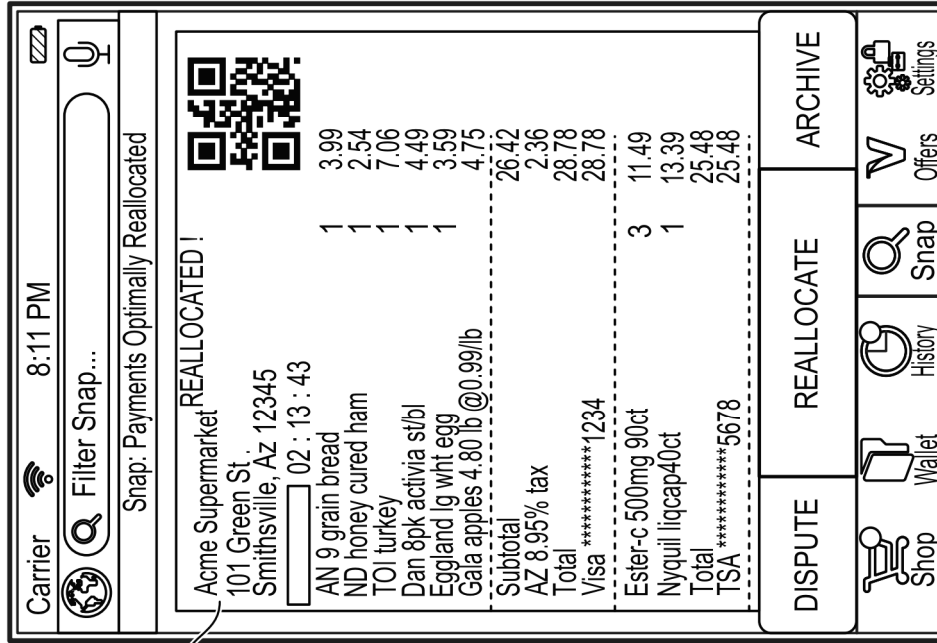 Carrier 8:11 PM
Filter Snap...
Snap: Payments Optimally Reallocated
Acme Supermarket REALLOCATED !
101 Green St .
Smithsville, Az 12345
02 : 13 : 43
AN 9 grain bread 1 3.99
ND honey cured ham 1 2.54
TOI turkey 1 7.06
Dan 8pk activia st/bl 1 4.49
Eggland lg wht egg 1 3.59
Gala apples 4.80 lb @0.99/lb 4.75
Subtotal 26.42
AZ 8.95% tax 2.36
Total 28.78
Visa ************1234 28.78
Ester-c 500mg 90ct 3 11.49
Nyquil liqcap40ct 1 13.39
Total 25.48
TSA ************5678 25.48
DISPUTE REALLOCATE ARCHIVE
Shop Wallet History Snap Offers Settings